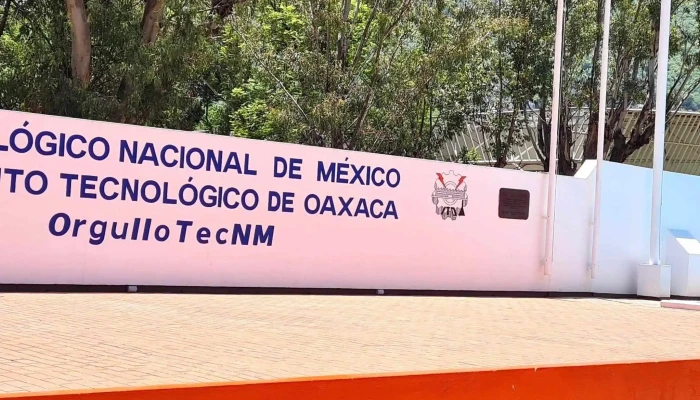 LÓGICO NACIONAL DE MÉXICO
UTO TECNOLÓGICO DE OAXACA
OrgulloTecNM